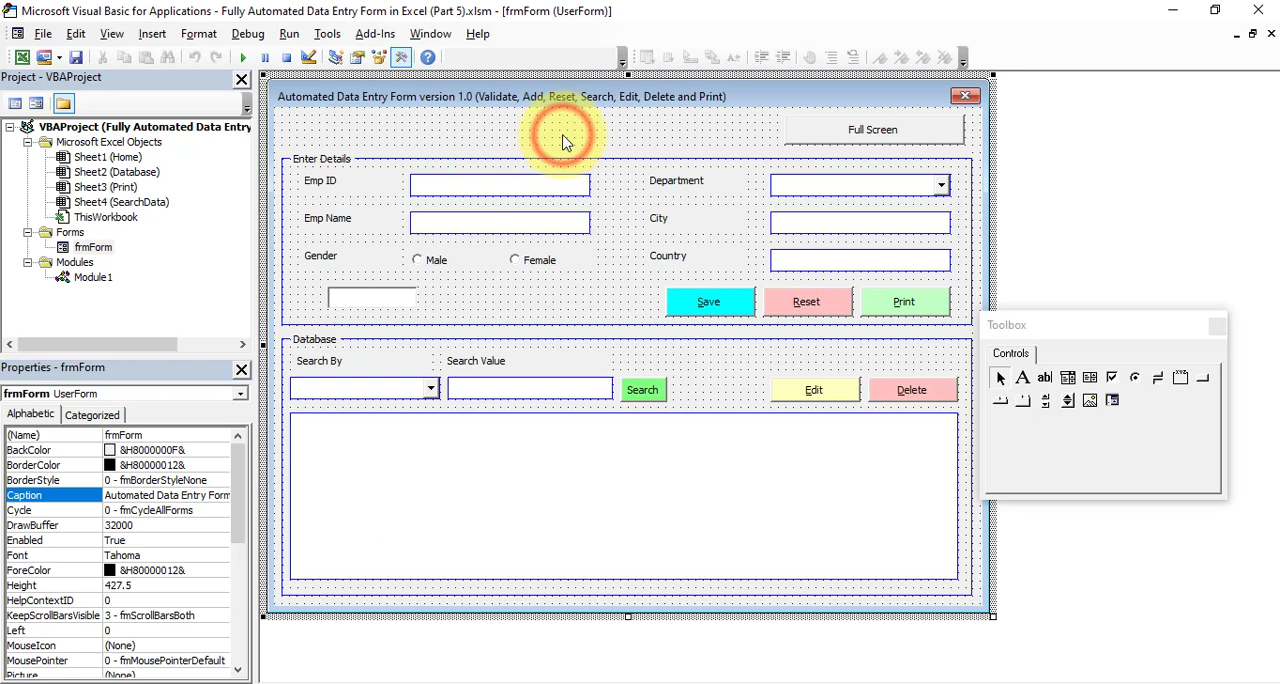 Microsoft Visual Basic for Applications - Fully Automated Data Entry Form in Excel (Part 5).xlsm - [frmForm (UserForm)]
File Edit View Insert Format Debug Run Tools Add-Ins Window Help
Project - VBAProject
VBAProject (Fully Automated Data Entry
Microsoft Excel Objects
Sheet1 (Home)
Sheet2 (Database)
Sheet3 (Print)
Sheet4 (SearchData)
ThisWorkbook
Forms
frmForm
Modules
Module1
Properties - frmForm
frmForm UserForm
Alphabetic Categorized
(Name) frmForm
BackColor &H8000000F&
BorderColor &H80000012&
BorderStyle 0 - fmBorderStyleNone
Caption Automated Data Entry Form
Cycle 0 - fmCycleAllForms
DrawBuffer 32000
Enabled True
Font Tahoma
ForeColor &H80000012&
Height 427.5
HelpContextID 0
KeepScrollBarsVisible 3 - fmScrollBarsBoth
Left 0
MouseIcon (None)
MousePointer 0 - fmMousePointerDefault
Picture (None)
Automated Data Entry Form version 1.0 (Validate, Add, Reset, Search, Edit, Delete and Print)
Full Screen
Enter Details
Emp ID Department
Emp Name City
Gender Male Female Country
Save Reset Print
Database
Search By Search Value
Search Edit Delete
Toolbox
Controls
A ab| xyz